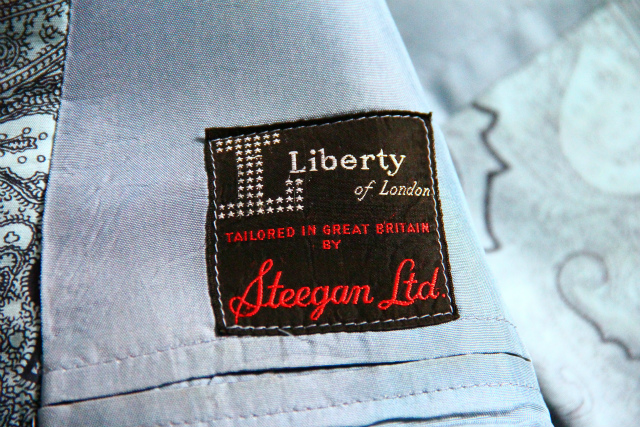 L
Liberty
of London
TAILORED IN GREAT BRITAIN
BY
Steegan Ltd.